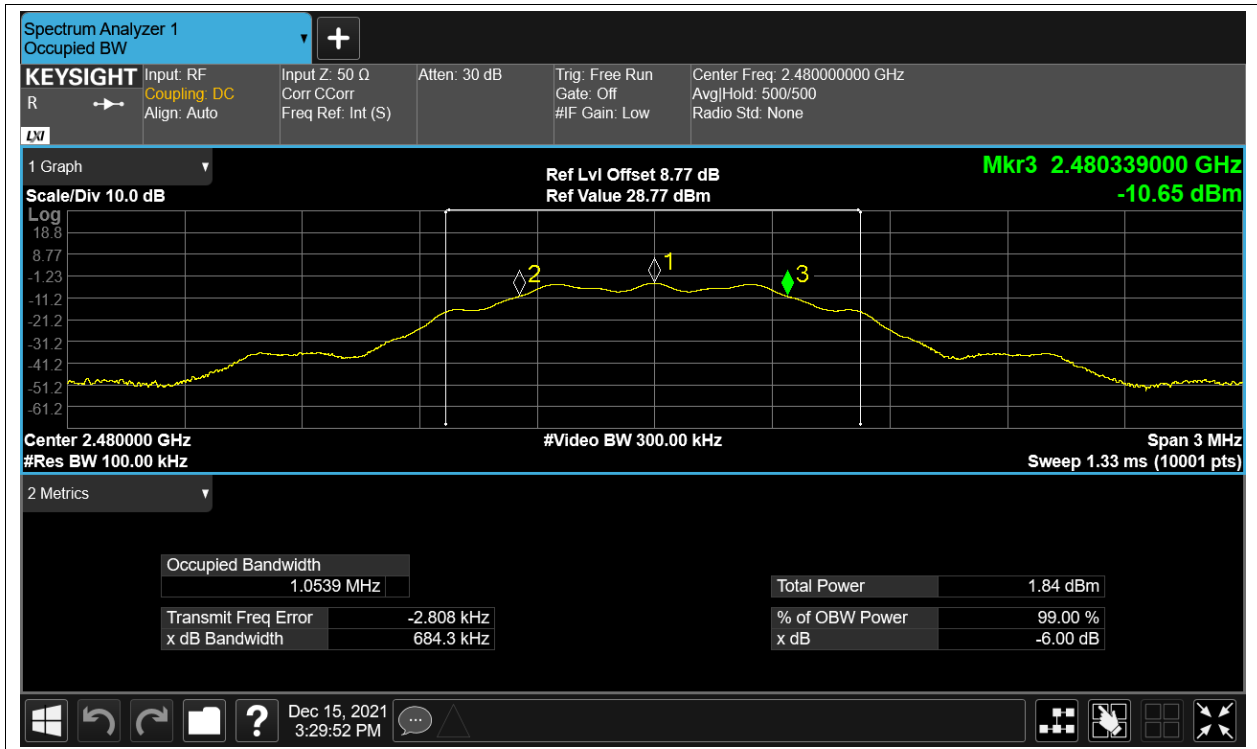 Spectrum Analyzer 1
Occupied BW
KEYSIGHT
R
LXI
Input: RF
Coupling: DC
Align: Auto
Input Z: 50 Ω
Corr CCorr
Freq Ref: Int (S)
Atten: 30 dB
Trig: Free Run
Gate: Off
#IF Gain: Low
Center Freq: 2.480000000 GHz
Avg|Hold: 500/500
Radio Std: None
1 Graph
Scale/Div 10.0 dB
Ref Lvl Offset 8.77 dB
Ref Value 28.77 dBm
Mkr3 2.480339000 GHz
-10.65 dBm
Log
18.8
8.77
-1.23
-11.2
-21.2
-31.2
-41.2
-51.2
-61.2
2
1
3
Center 2.480000 GHz
#Res BW 100.00 kHz
#Video BW 300.00 kHz
Span 3 MHz
Sweep 1.33 ms (10001 pts)
2 Metrics
Occupied Bandwidth
1.0539 MHz
Transmit Freq Error -2.808 kHz
x dB Bandwidth 684.3 kHz
Total Power 1.84 dBm
% of OBW Power 99.00 %
x dB -6.00 dB
?
Dec 15, 2021
3:29:52 PM